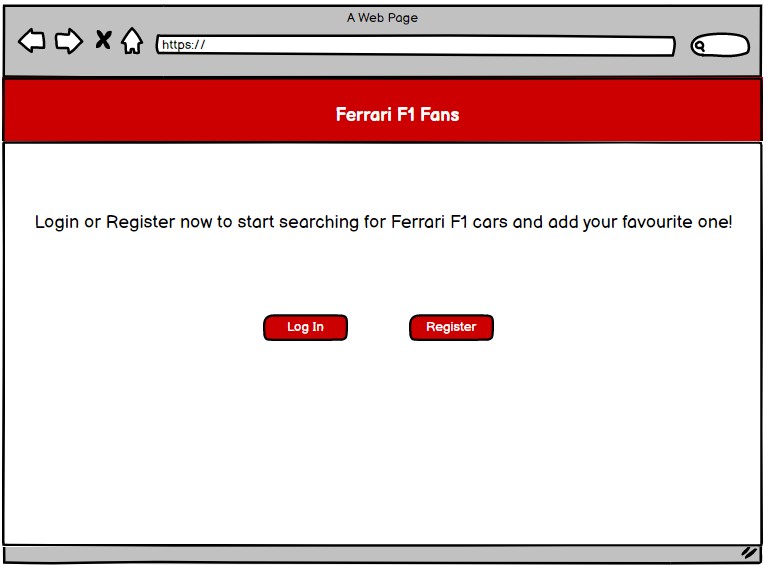 A Web Page
https://
Ferrari F1 Fans
Login or Register now to start searching for Ferrari F1 cars and add your favourite one!
Log In
Register